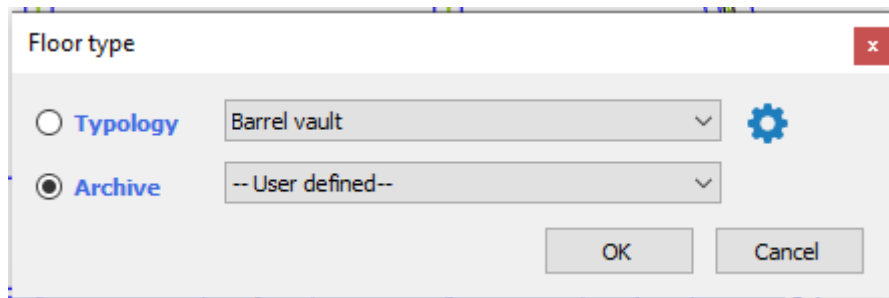 Floor type
x
Typology
Barrel vault
Archive
-- User defined--
OK
Cancel